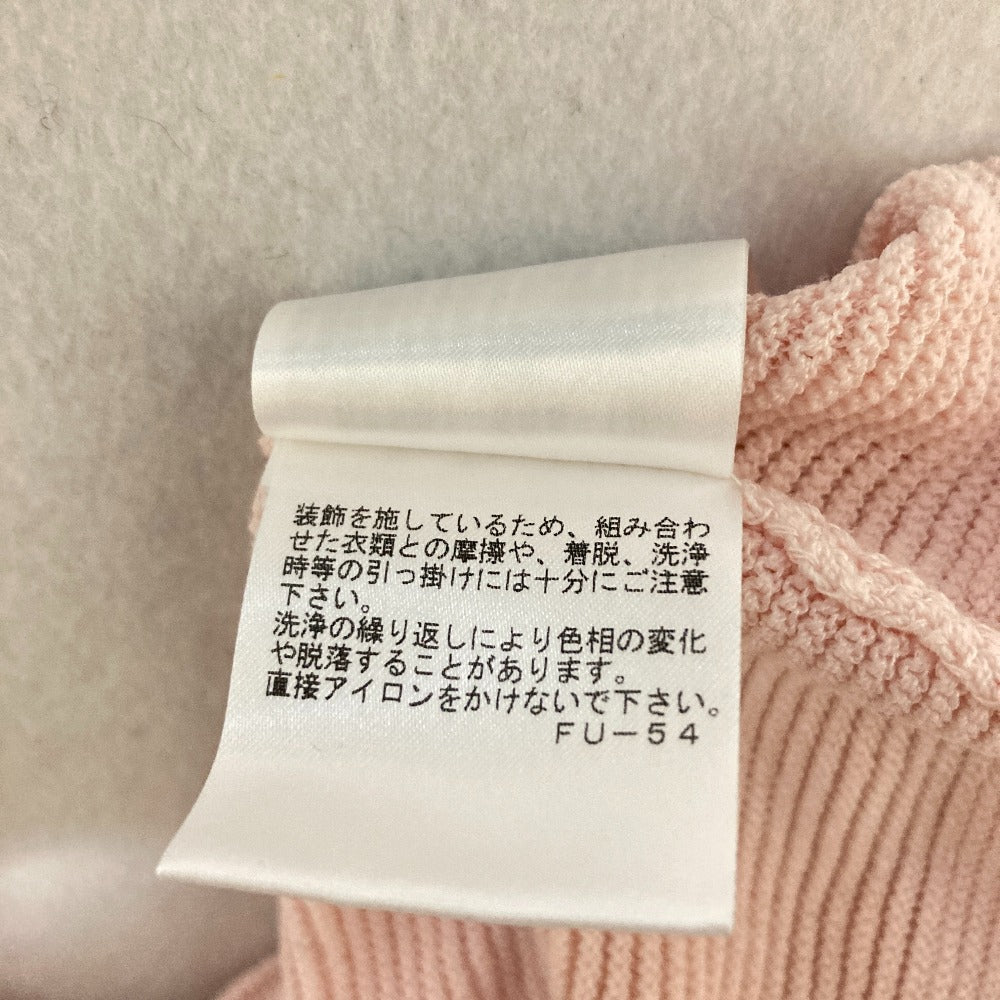 装飾を施しているため、組み合わ
せた衣類との摩擦や、着脱、洗浄
時等の引っ掛けには十分にご注意
下さい。
洗浄の繰り返しにより色相の変化
や脱落することがあります。
直接アイロンをかけないで下さい。
ＦＵ－５４